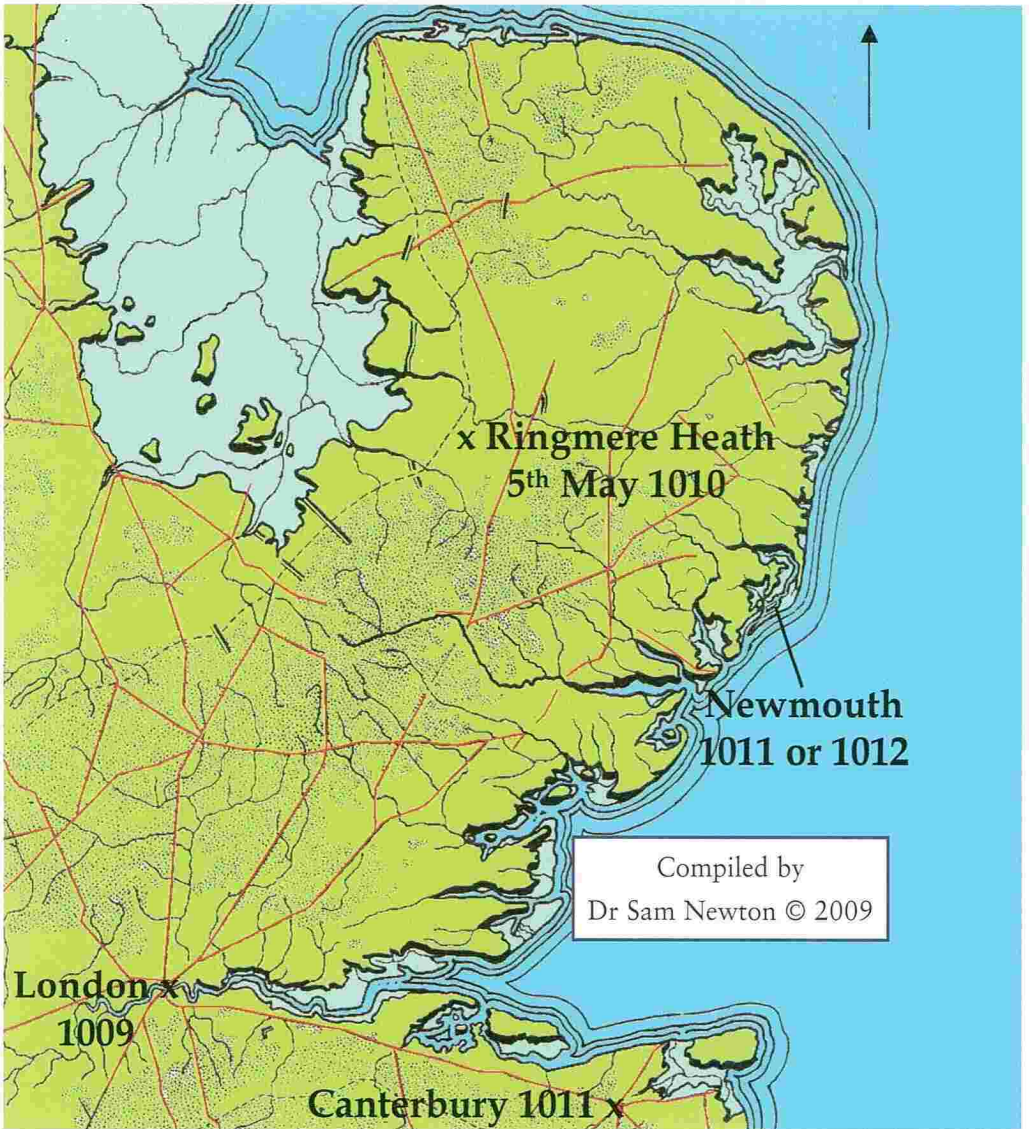 x Ringmere Heath
5th May 1010
Newmouth
1011 or 1012
Compiled by
Dr Sam Newton © 2009
London x
1009
Canterbury 1011 x